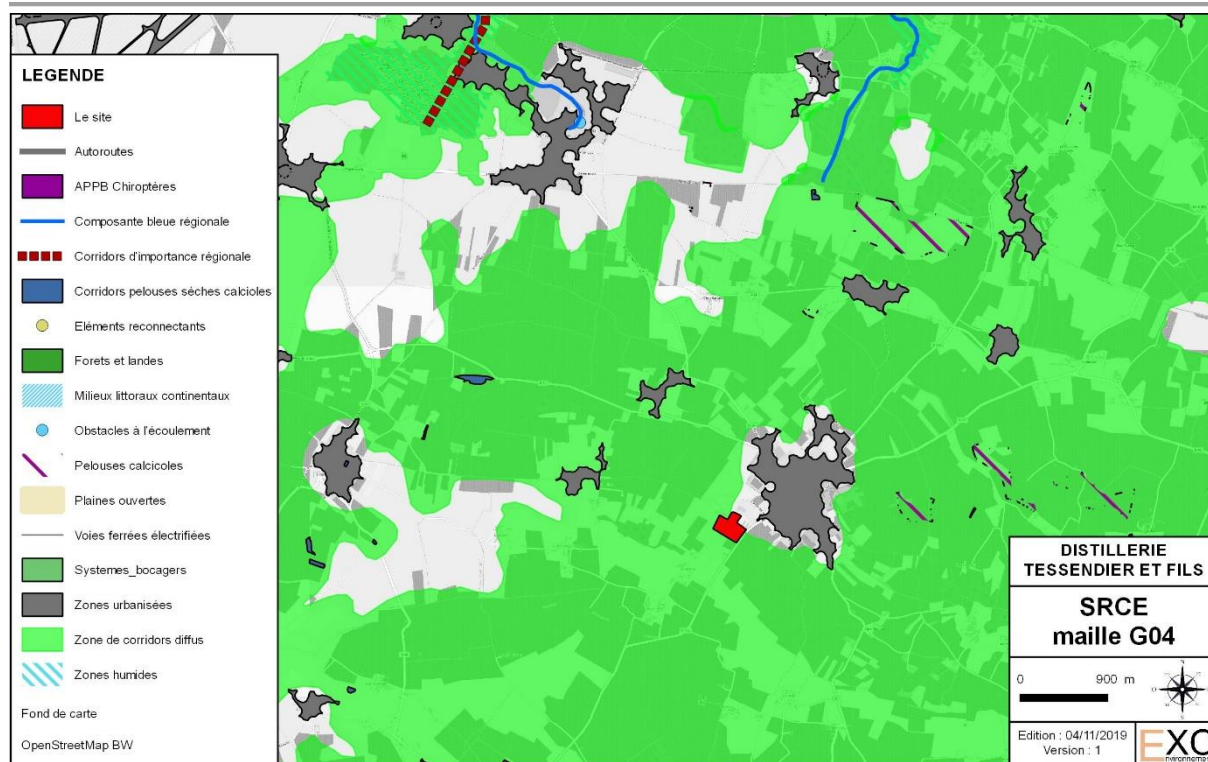 LEGENDE
Le site
Autoroutes
APPB Chiroptères
Composante bleue régionale
Corridors d'importance régionale
Corridors pelouses sèches calcioles
Eléments reconnectants
Forets et landes
Milieux littoraux continentaux
Obstacles à l'écoulement
Pelouses calcicoles
Plaines ouvertes
Voies ferrées électrifiées
Systemes_bocagers
Zones urbanisées
Zone de corridors diffus
Zones humides
Fond de carte
OpenStreetMap BW
DISTILLERIE
TESSENDIER ET FILS
SRCE
maille G04
0 900 m
Edition : 04/11/2019
Version : 1